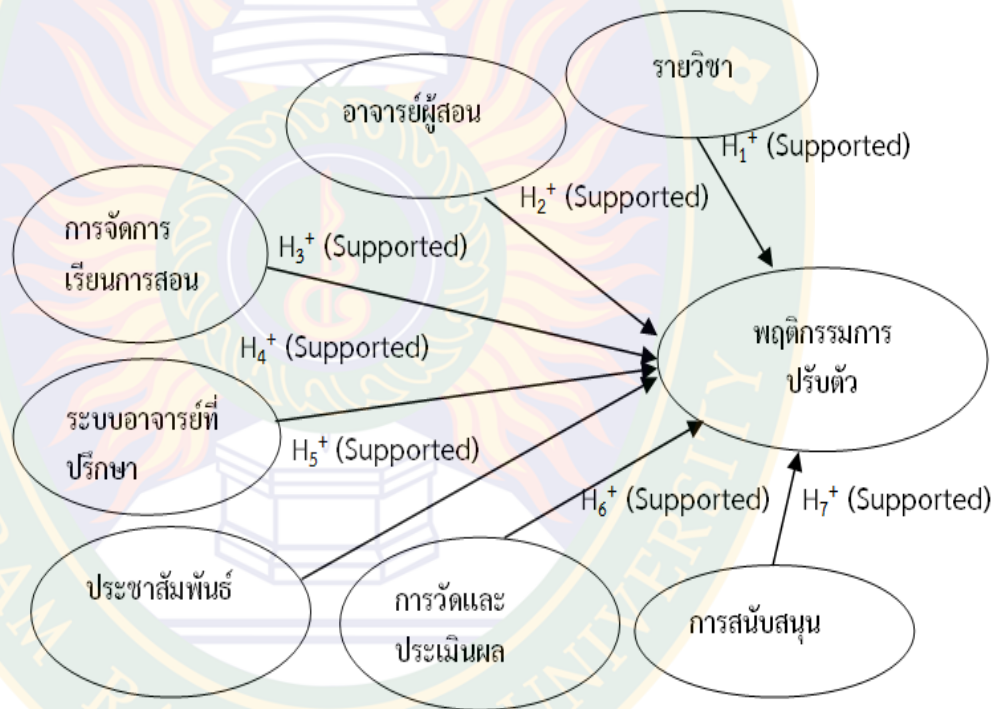 รายวิชา
อาจารย์ผู้สอน
H₁⁺ (Supported)
H₂⁺ (Supported)
การจัดการ
เรียนการสอน
H₃⁺ (Supported)
พฤติกรรมการ
ปรับตัว
H₄⁺ (Supported)
ระบบอาจารย์ที่
ปรึกษา
H₅⁺ (Supported)
H₆⁺ (Supported)
H₇⁺ (Supported)
ประชาสัมพันธ์
การวัดและ
ประเมินผล
การสนับสนุน
UNIVERSITY